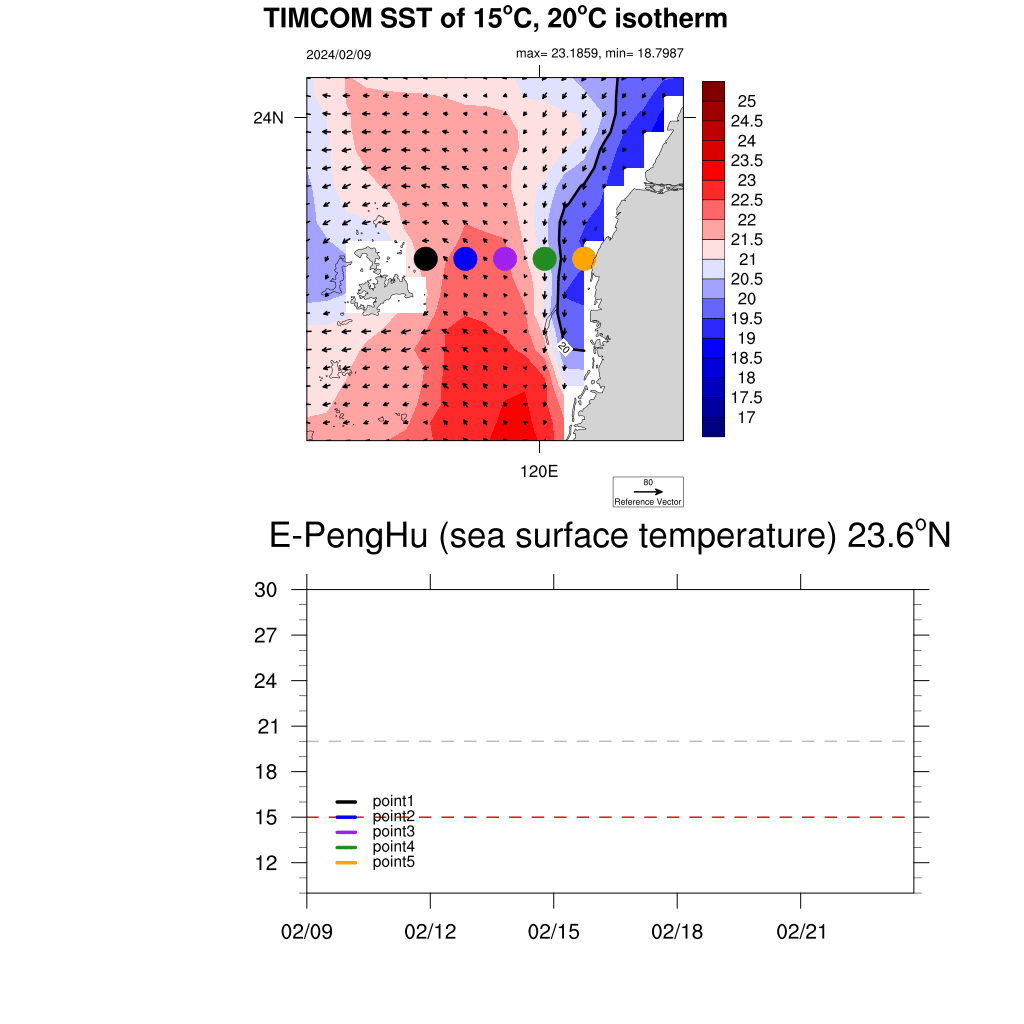 TIMCOM SST of 15°C, 20°C isotherm
2024/02/09
max= 23.1859, min= 18.7987
24N
20
120E
25
24.5
24
23.5
23
22.5
22
21.5
21
20.5
20
19.5
19
18.5
18
17.5
17
80
Reference Vector
E-PengHu (sea surface temperature) 23.6°N
30
27
24
21
18
15
12
point1
point2
point3
point4
point5
02/09
02/12
02/15
02/18
02/21